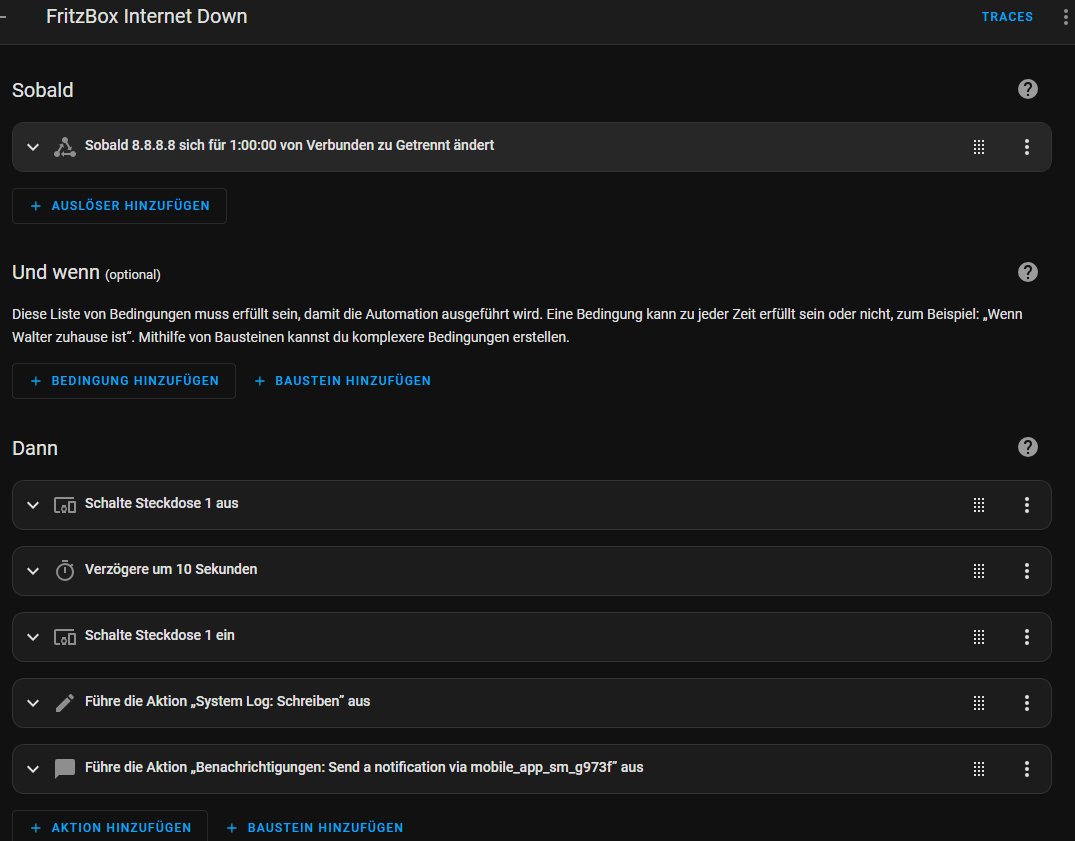 FritzBox Internet Down
TRACES
Sobald
Sobald 8.8.8.8 sich für 1:00:00 von Verbunden zu Getrennt ändert
+ AUSLÖSER HINZUFÜGEN
Und wenn (optional)
Diese Liste von Bedingungen muss erfüllt sein, damit die Automation ausgeführt wird. Eine Bedingung kann zu jeder Zeit erfüllt sein oder nicht, zum Beispiel: „Wenn
Walter zuhause ist“. Mithilfe von Bausteinen kannst du komplexere Bedingungen erstellen.
+ BEDINGUNG HINZUFÜGEN + BAUSTEIN HINZUFÜGEN
Dann
Schalte Steckdose 1 aus
Verzögere um 10 Sekunden
Schalte Steckdose 1 ein
Führe die Aktion „System Log: Schreiben“ aus
Führe die Aktion „Benachrichtigungen: Send a notification via mobile_app_sm_g973f“ aus
+ AKTION HINZUFÜGEN + BAUSTEIN HINZUFÜGEN